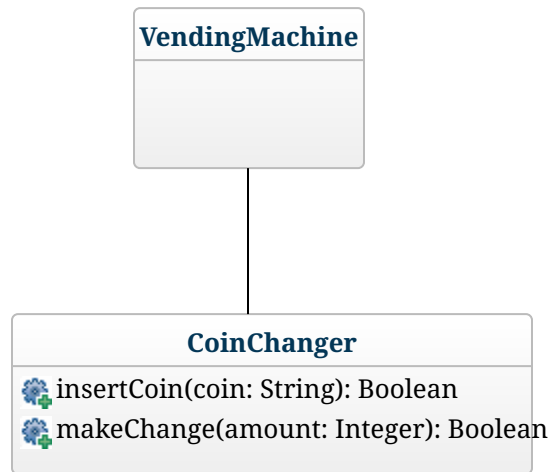 VendingMachine
CoinChanger
insertCoin(coin: String): Boolean
makeChange(amount: Integer): Boolean